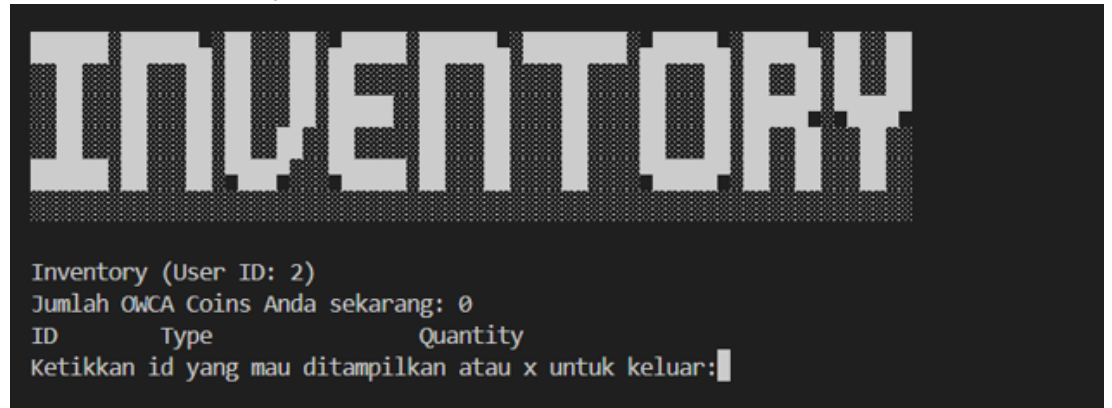 INVENTORY
Inventory (User ID: 2)
Jumlah OWCA Coins Anda sekarang: 0
ID Type Quantity
Ketikkan id yang mau ditampilkan atau x untuk keluar: